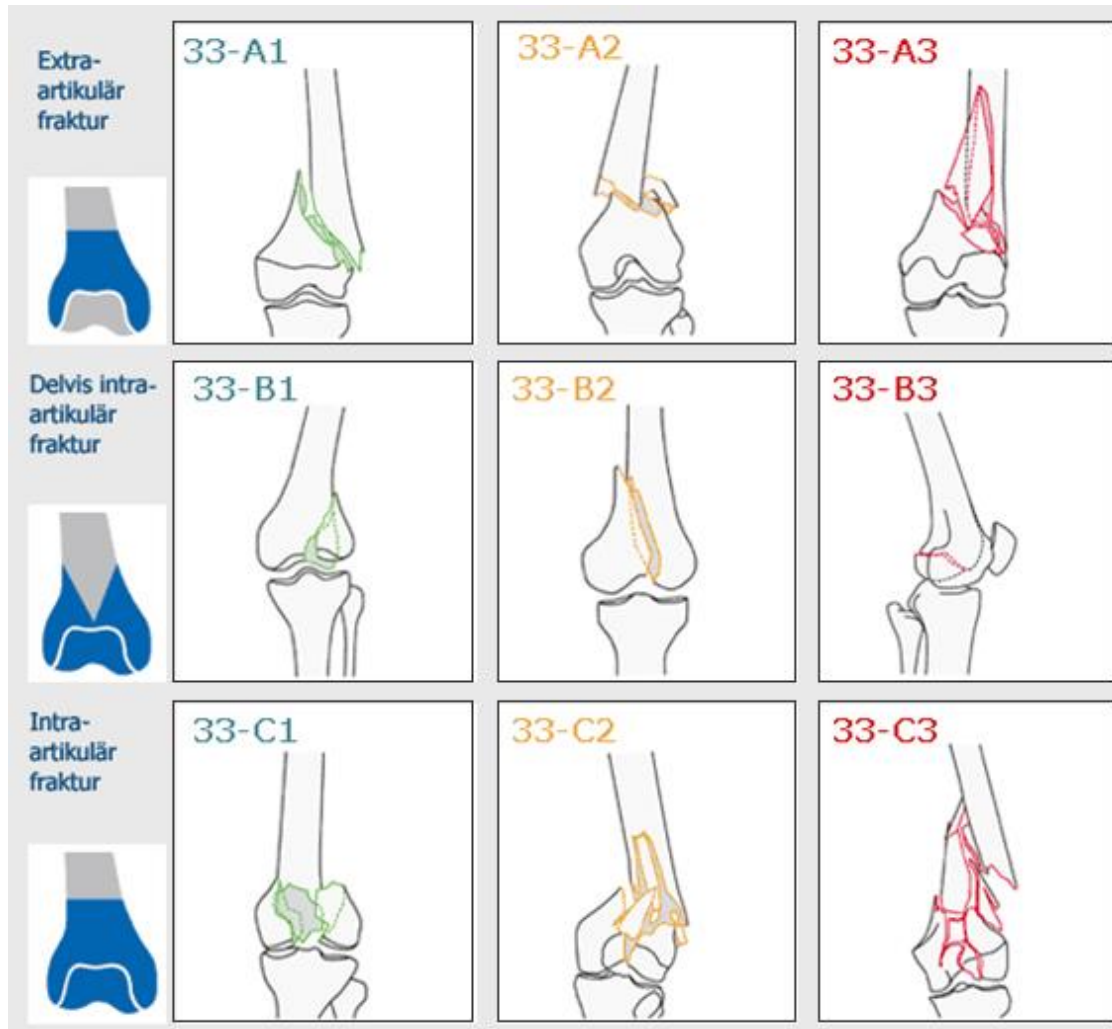 Extra-
artikulär
fraktur
33-A1
33-A2
33-A3
Delvis intra-
artikulär
fraktur
33-B1
33-B2
33-B3
Intra-
artikulär
fraktur
33-C1
33-C2
33-C3